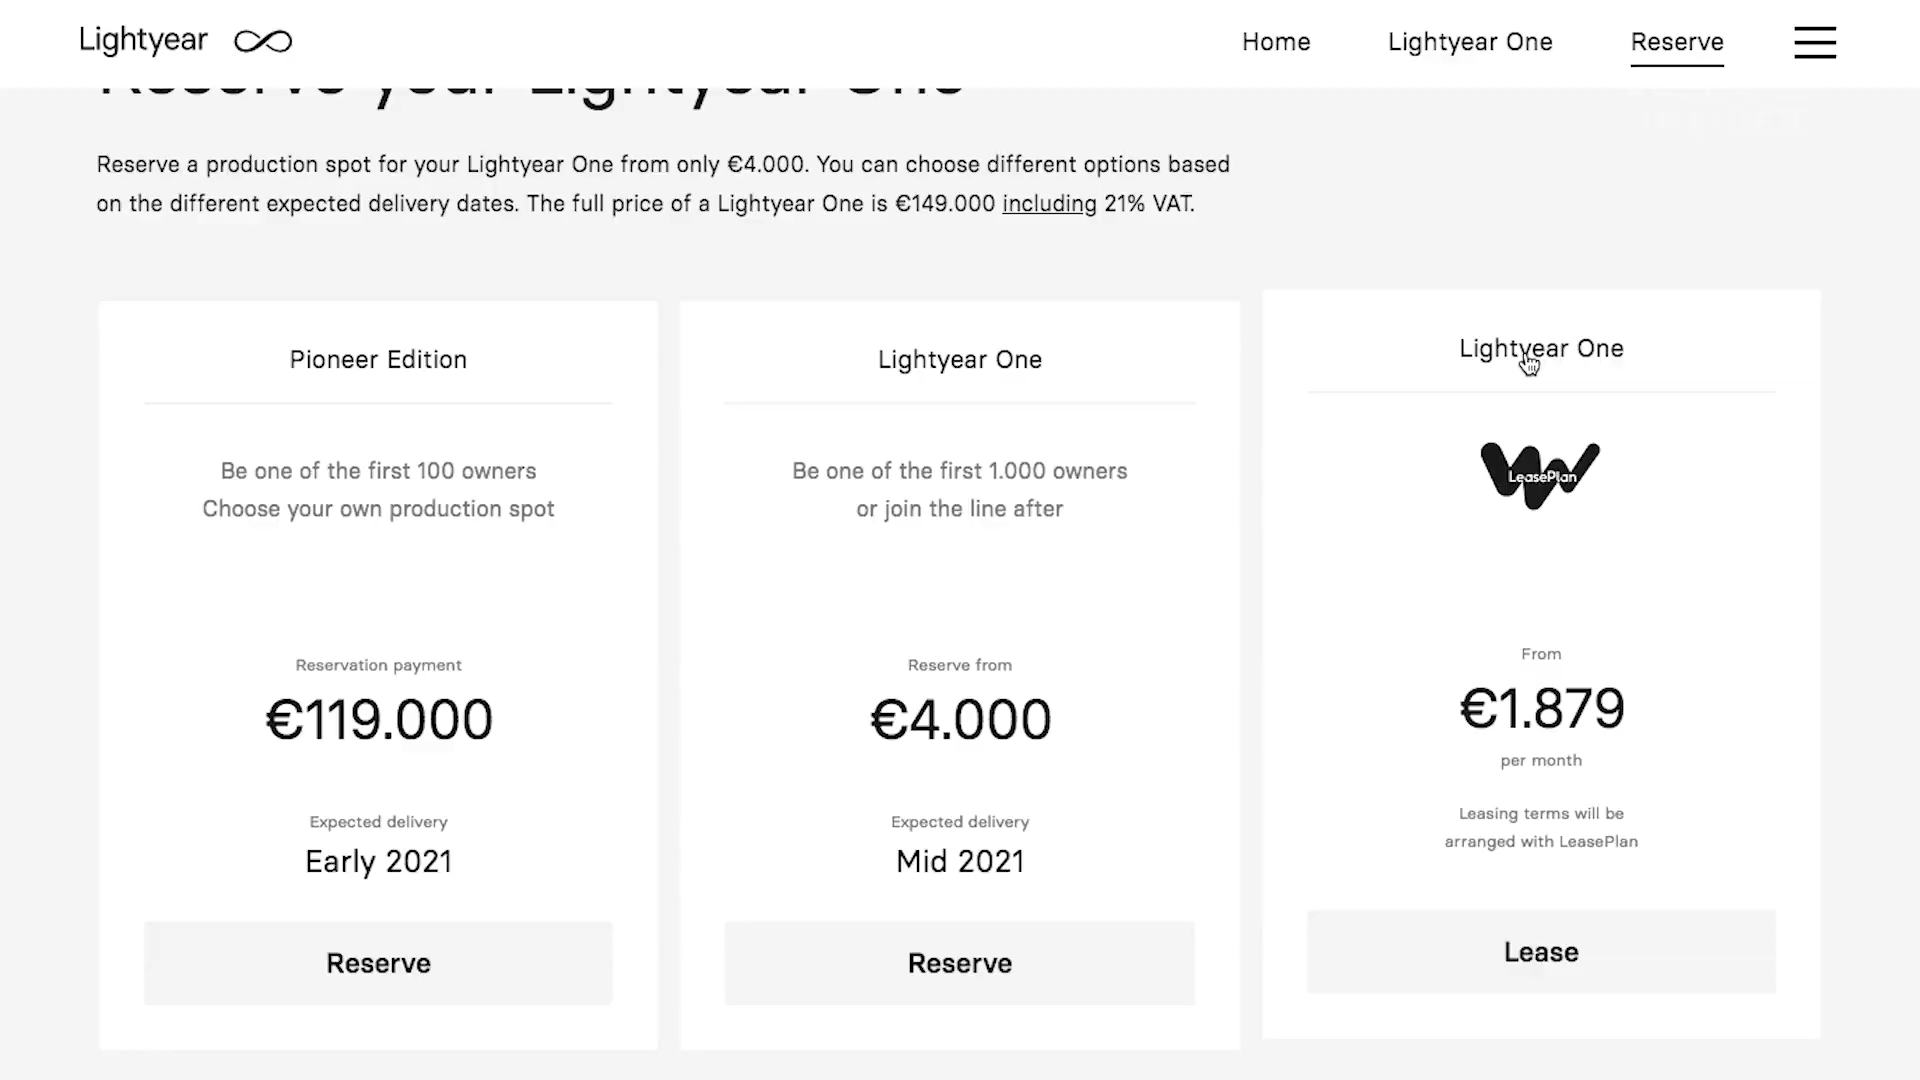 Lightyear
Home
Lightyear One
Reserve
Reserve your Lightyear One
Reserve a production spot for your Lightyear One from only €4.000. You can choose different options based
on the different expected delivery dates. The full price of a Lightyear One is €149.000 including 21% VAT.
Pioneer Edition
Be one of the first 100 owners
Choose your own production spot
Reservation payment
€119.000
Expected delivery
Early 2021
Reserve
Lightyear One
Be one of the first 1.000 owners
or join the line after
Reserve from
€4.000
Expected delivery
Mid 2021
Reserve
Lightyear One
LeasePlan
From
€1.879
per month
Leasing terms will be
arranged with LeasePlan
Lease